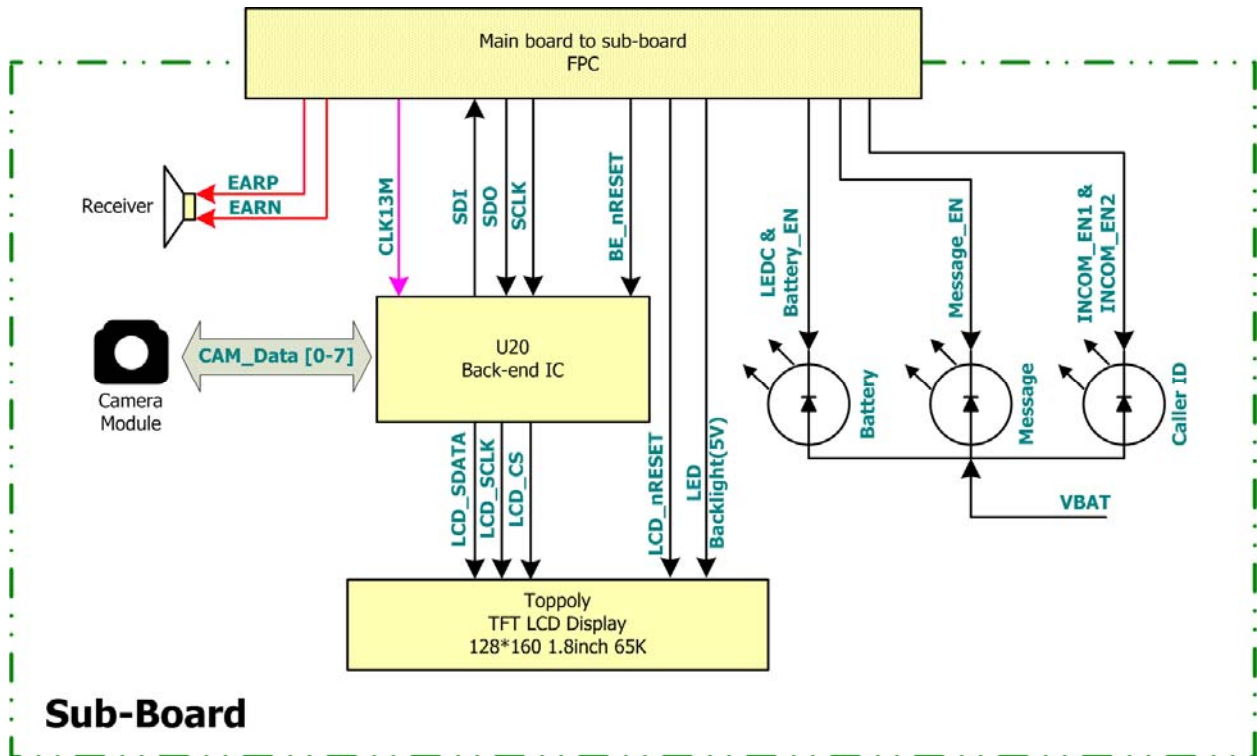 Main board to sub-board
FPC
Receiver
EARP
EARN
CLK13M
SDI
SDO
SCLK
BE_nRESET
LEDC &
Battery_EN
Message_EN
INCOM_EN1 &
INCOM_EN2
CAM_Data [0-7]
Camera
Module
U20
Back-end IC
Battery
Message
Caller ID
LCD_SDATA
LCD_SCLK
LCD_CS
LCD_nRESET
LED
Backlight(5V)
VBAT
Toppoly
TFT LCD Display
128*160 1.8inch 65K
Sub-Board